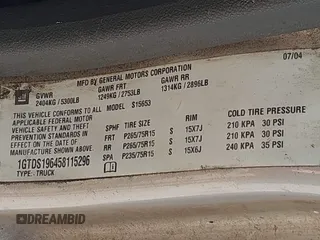 07/04
MFD BY GENERAL MOTORS CORPORATION
GVWR GAWR FRT GAWR RR
2404KG / 5300LB 1249KG / 2753LB 1314KG / 2896LB
THIS VEHICLE CONFORMS TO ALL MODEL S15653
APPLICABLE FEDERAL MOTOR
VEHICLE SAFETY AND THEFT
PREVENTION STANDARDS IN
EFFECT ON THE DATE OF
MANUFACTURE SHOWN ABOVE.
1GTDS196458115296
TYPE: TRUCK
TIRE SIZE RIM COLD TIRE PRESSURE
SPHF P265/75R15 S 15X7J 210 KPA 30 PSI
RR P265/75R15 S 15X7J 210 KPA 30 PSI
SPA P235/75R15 S 15X6J 240 KPA 35 PSI
DREAMBID